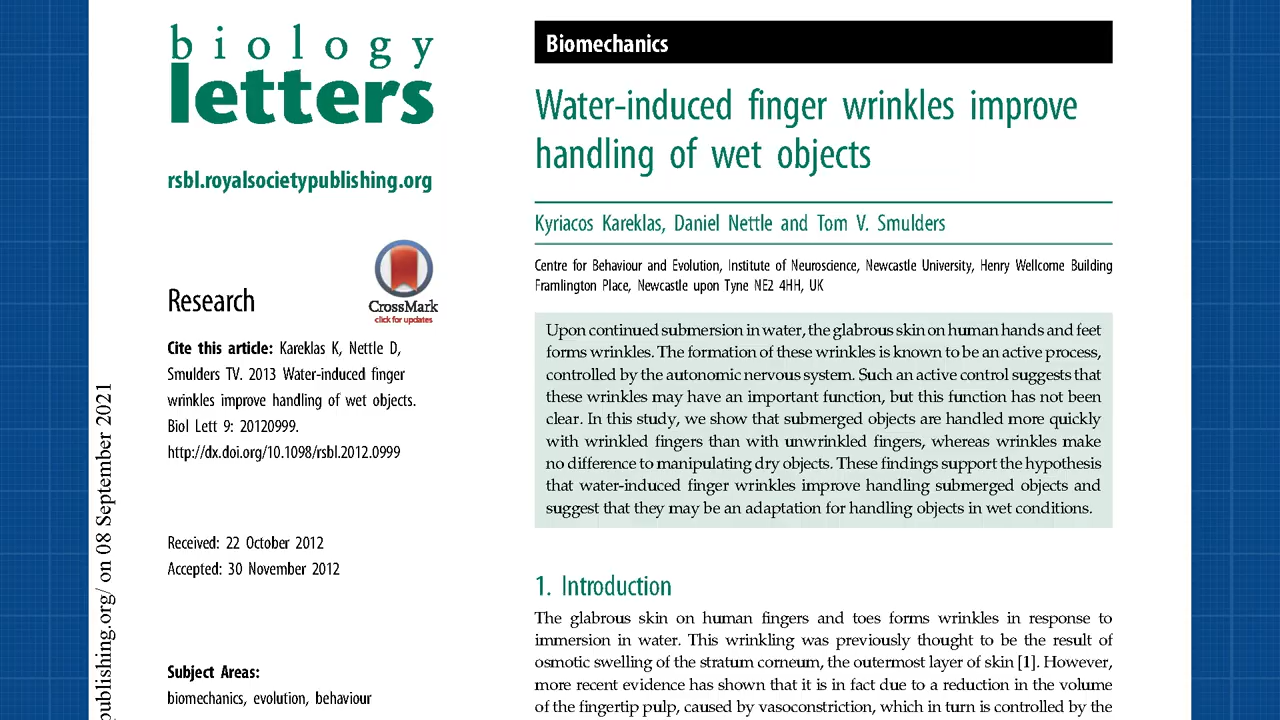 biology
letters
rsbl.royalsocietypublishing.org
CrossMark
click for updates
Research
Cite this article: Kareklas K, Nettle D,
Smulders TV. 2013 Water-induced finger
wrinkles improve handling of wet objects.
Biol Lett 9: 20120999.
http://dx.doi.org/10.1098/rsbl.2012.0999
Received: 22 October 2012
Accepted: 30 November 2012
Subject Areas:
biomechanics, evolution, behaviour
publishing.org/ on 08 September 2021
Biomechanics
Water-induced finger wrinkles improve
handling of wet objects
Kyriacos Kareklas, Daniel Nettle and Tom V. Smulders
Centre for Behaviour and Evolution, Institute of Neuroscience, Newcastle University, Henry Wellcome Building
Framlington Place, Newcastle upon Tyne NE2 4HH, UK
Upon continued submersion in water, the glabrous skin on human hands and feet
forms wrinkles. The formation of these wrinkles is known to be an active process,
controlled by the autonomic nervous system. Such an active control suggests that
these wrinkles may have an important function, but this function has not been
clear. In this study, we show that submerged objects are handled more quickly
with wrinkled fingers than with unwrinkled fingers, whereas wrinkles make
no difference to manipulating dry objects. These findings support the hypothesis
that water-induced finger wrinkles improve handling submerged objects and
suggest that they may be an adaptation for handling objects in wet conditions.
1. Introduction
The glabrous skin on human fingers and toes forms wrinkles in response to
immersion in water. This wrinkling was previously thought to be the result of
osmotic swelling of the stratum corneum, the outermost layer of skin [1]. However,
more recent evidence has shown that it is in fact due to a reduction in the volume
of the fingertip pulp, caused by vasoconstriction, which in turn is controlled by the